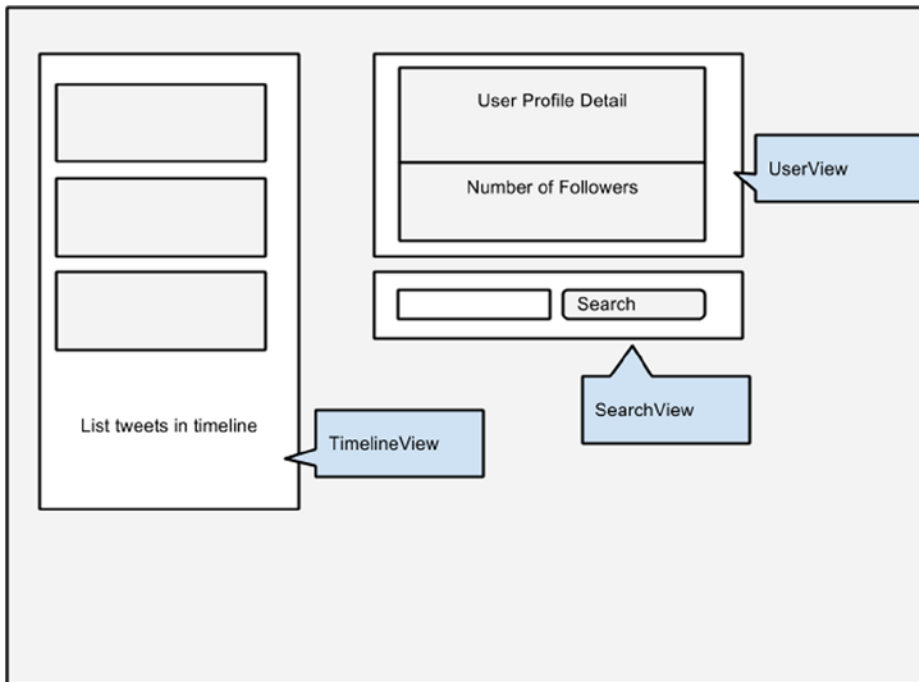 User Profile Detail
UserView
Number of Followers
Search
SearchView
List tweets in timeline
TimelineView